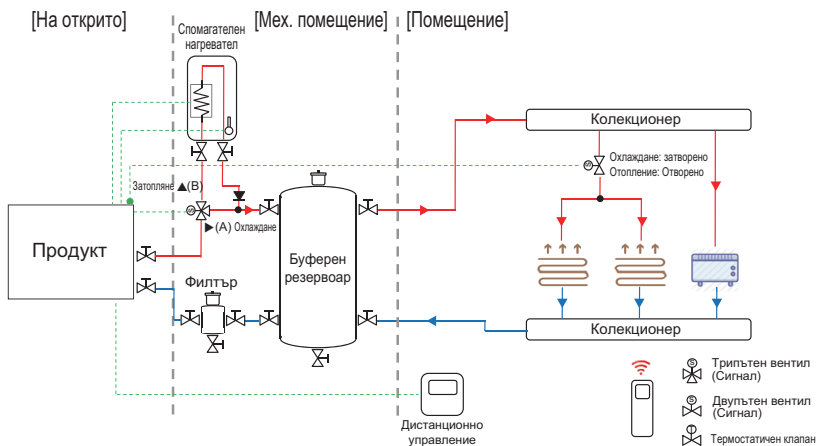 [На открито]
[Мех. помещение]
[Помещение]
Спомагателен
нагревател
Колекционер
Охлаждане: затворено
Отопление: Отворено
Затопляне ▲(B)
▶(A) Охлаждане
Продукт
Филтър
Буферен
резервоар
Колекционер
Дистанционно
управление
S
Трипътен вентил
(Сигнал)
S
Двупътен вентил
(Сигнал)
Термостатичен клапан